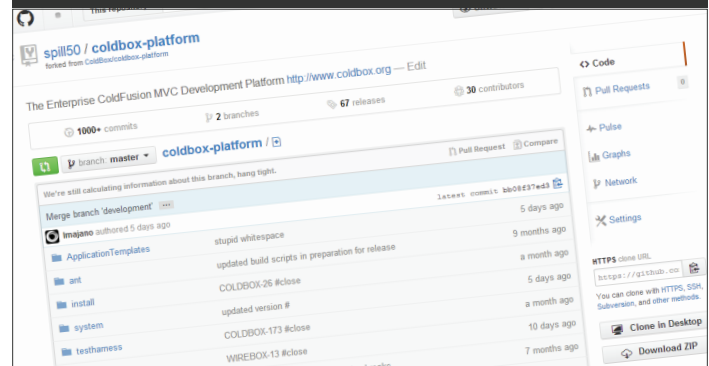 This repository
spill50 / coldbox-platform
forked from ColdBox/coldbox-platform
The Enterprise ColdFusion MVC Development Platform http://www.coldbox.org — Edit
1000+ commits
2 branches
67 releases
30 contributors
branch: master
coldbox-platform /
Pull Request
Compare
We're still calculating information about this branch, hang tight.
Merge branch 'development' ...
lmajano authored 5 days ago
latest commit bb08f37ed3
ApplicationTemplates
stupid whitespace
5 days ago
ant
updated build scripts in preparation for release
9 months ago
install
COLDBOX-26 #close
a month ago
system
updated version #
5 days ago
testharness
COLDBOX-173 #close
a month ago
WIREBOX-13 #close
10 days ago
7 months ago
Code
Pull Requests
0
Pulse
Graphs
Network
Settings
HTTPS clone URL
https://github.co
You can clone with HTTPS, SSH,
Subversion, and other methods.
Clone in Desktop
Download ZIP